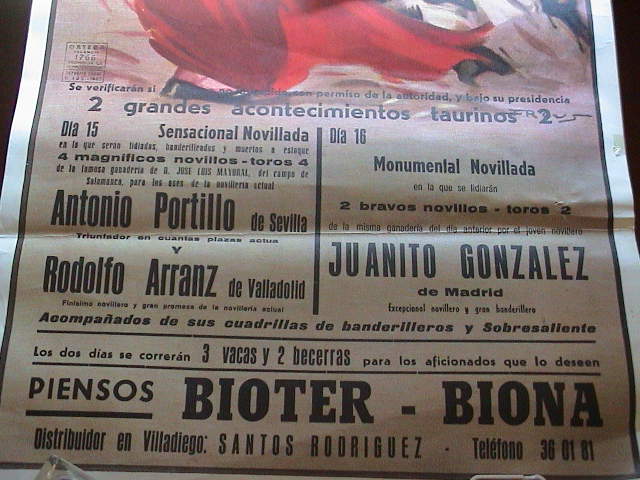 ORTEGA
VALENCIA
1766
Se verificarán si con permiso de la autoridad, y bajo su presidencia
2 grandes acontecimientos taurinos 2
Día 15 Sensacional Novillada
en la que serán lidiados, banderilleados y muertos a estoque
4 magníficos novillos-toros 4
de la famosa ganadería de D. JOSE LUIS MAYORAL, del campo de
Salamanca, para los ases de la novillería actual
Antonio Portillo de Sevilla
Triunfador en cuantas plazas actua
Y
Rodolfo Arranz de Valladolid
Finísimo novillero y gran promesa de la novillería actual
Día 16
Monumental Novillada
en la que se lidiarán
2 bravos novillos-toros 2
de la misma ganadería del día anterior por el joven novillero
JUANITO GONZALEZ
de Madrid
Excepcional novillero y gran banderillero
Acompañados de sus cuadrillas de banderilleros y Sobresaliente
Los dos días se correrán 3 vacas y 2 becerras para los aficionados que lo deseen
PIENSOS BIOTER - BIONA
Distribuidor en Villadiego: SANTOS RODRIGUEZ - Teléfono 36 01 81